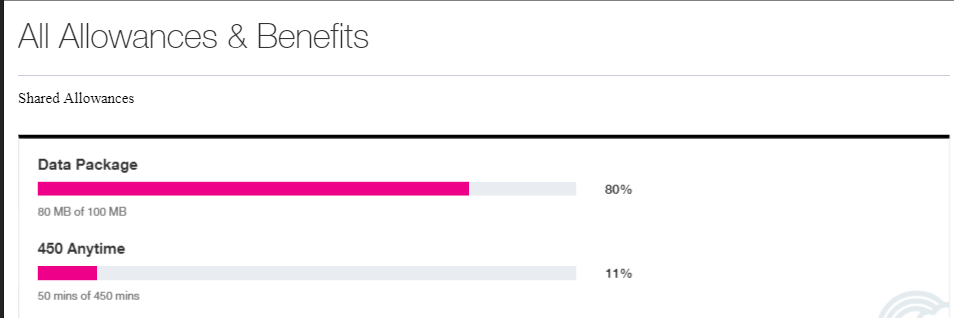 All Allowances & Benefits
Shared Allowances
Data Package
80%
80 MB of 100 MB
450 Anytime
11%
50 mins of 450 mins